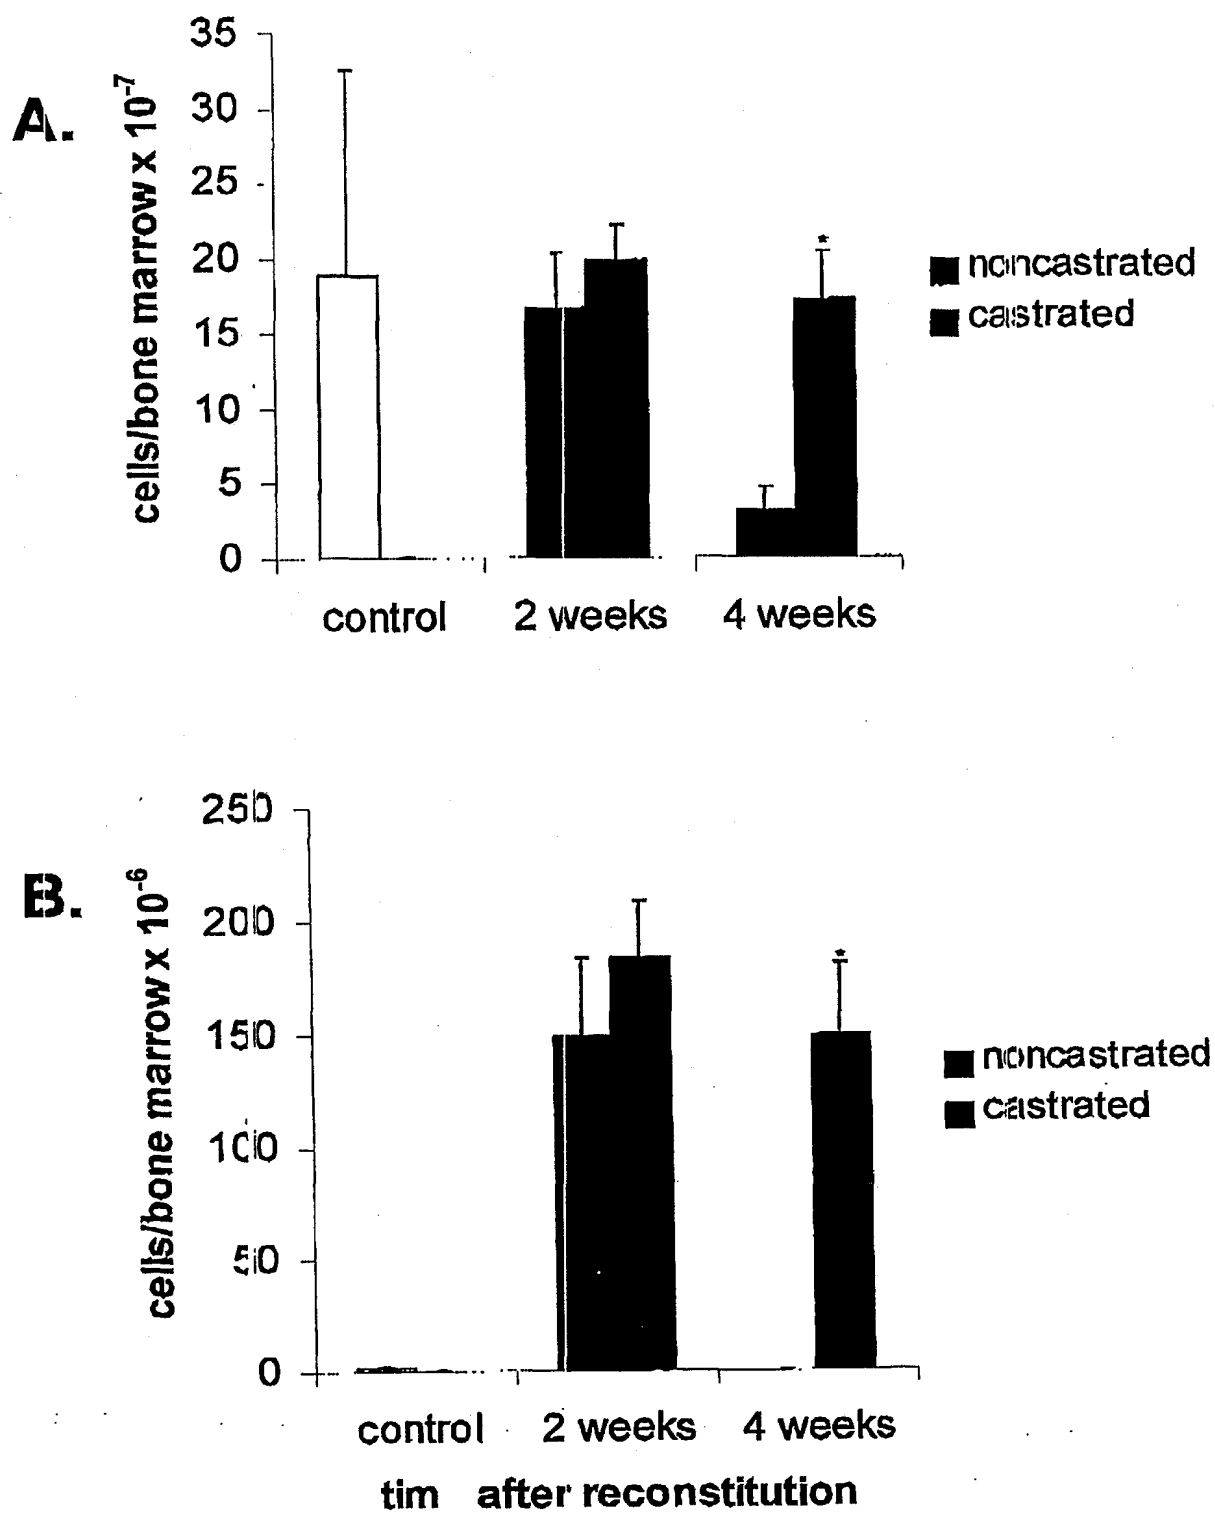 A.
cells/bone marrow x 10-7
35
30
25
20
15
10
5
0
*
control
2 weeks
4 weeks
noncastrated
castrated
B.
cells/bone marrow x 10-6
250
200
150
100
50
0
*
control
2 weeks
4 weeks
noncastrated
castrated
tim after reconstitution